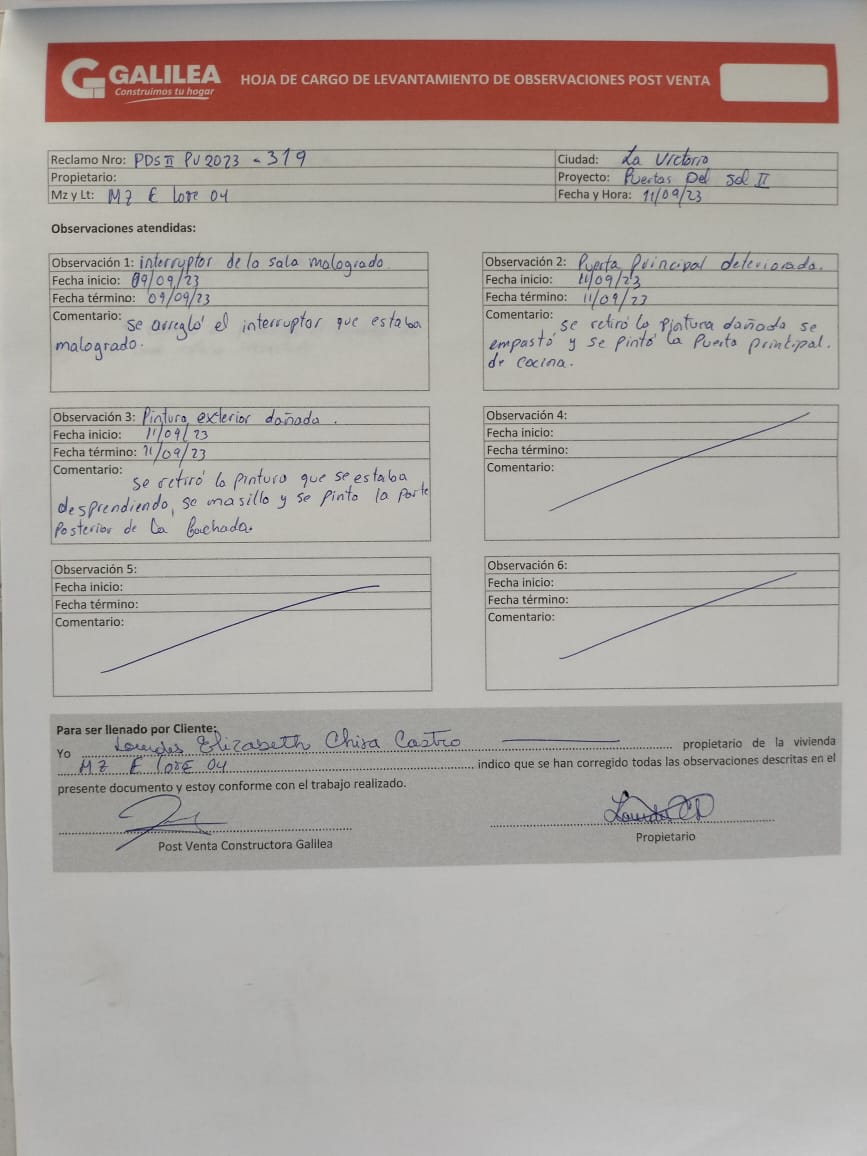 GALILEA
Construimos tu hogar
HOJA DE CARGO DE LEVANTAMIENTO DE OBSERVACIONES POST VENTA
Reclamo Nro: PDS II PV 2023 - 319
Ciudad: La Victoria
Propietario:
Proyecto: Puertas Del Sol II
Mz y Lt: MZ E lote 04
Fecha y Hora: 11/09/23
Observaciones atendidas:
Observación 1: interruptor de la sala malogrado
Fecha inicio: 09/09/23
Fecha término: 09/09/23
Comentario: se arregló el interruptor que estaba
malogrado.
Observación 2: Puerta Principal deteriorada.
Fecha inicio: 11/09/23
Fecha término: 11/09/23
Comentario: se retiró la pintura dañada se
empastó y se pintó la Puerta principal.
de cocina.
Observación 3: Pintura exterior dañada.
Fecha inicio: 11/09/23
Fecha término: 11/09/23
Comentario: se retiró la pintura que se estaba
desprendiendo, se masillo y se pinto la parte
Posterior de la fachada.
Observación 4:
Fecha inicio:
Fecha término:
Comentario:
Observación 5:
Fecha inicio:
Fecha término:
Comentario:
Observación 6:
Fecha inicio:
Fecha término:
Comentario:
Para ser llenado por Cliente:
Yo Lourdes Elizabeth Chira Castro propietario de la vivienda
MZ E lote 04 indico que se han corregido todas las observaciones descritas en el
presente documento y estoy conforme con el trabajo realizado.
Post Venta Constructora Galilea
Propietario